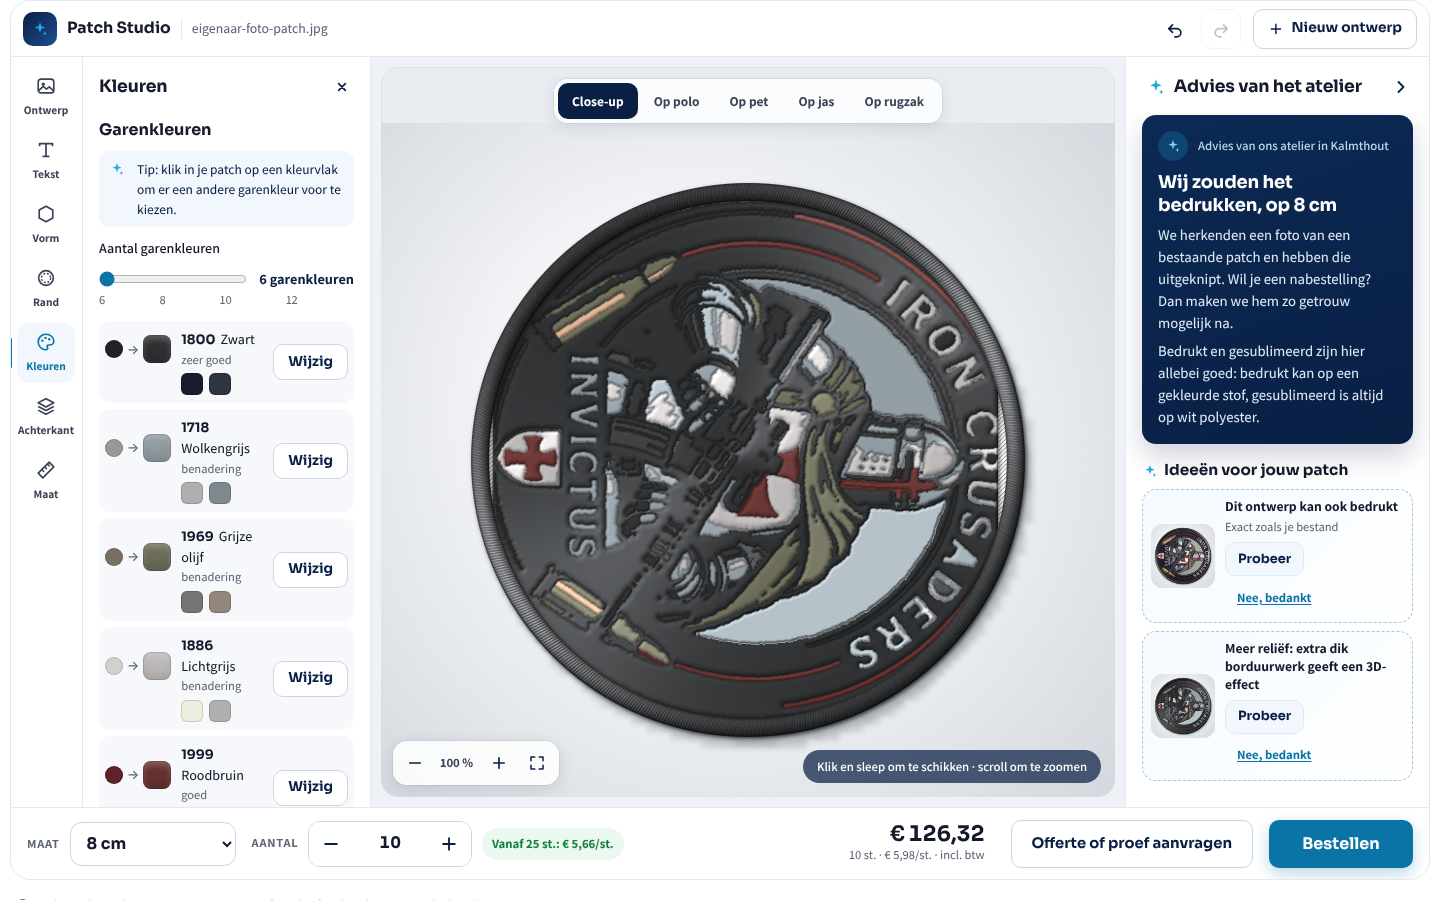 Patch Studio
eigenaar-foto-patch.jpg
Nieuw ontwerp
Ontwerp
Tekst
Vorm
Rand
Kleuren
Achterkant
Maat
Kleuren
Garenkleuren
Tip: klik in je patch op een kleurvlak
om er een andere garenkleur voor te
kiezen.
Aantal garenkleuren
6 garenkleuren
6 8 10 12
1800 Zwart
zeer goed
Wijzig
1718
Wolkengrijs
benadering
Wijzig
1969 Grijze
olijf
benadering
Wijzig
1886
Lichtgrijs
benadering
Wijzig
1999
Roodbruin
goed
Wijzig
Close-up
Op polo
Op pet
Op jas
Op rugzak
IRON CRUSADERS
INVICTUS
100 %
Klik en sleep om te schikken · scroll om te zoomen
Advies van het atelier
Advies van ons atelier in Kalmthout
Wij zouden het
bedrukken, op 8 cm
We herkenden een foto van een
bestaande patch en hebben die
uitgeknipt. Wil je een nabestelling?
Dan maken we hem zo getrouw
mogelijk na.
Bedrukt en gesublimeerd zijn hier
allebei goed: bedrukt kan op een
gekleurde stof, gesublimeerd is altijd
op wit polyester.
Ideeën voor jouw patch
Dit ontwerp kan ook bedrukt
Exact zoals je bestand
Probeer
Nee, bedankt
Meer reliëf: extra dik
borduurwerk geeft een 3D-
effect
Probeer
Nee, bedankt
MAAT
8 cm
AANTAL
10
Vanaf 25 st.: € 5,66/st.
€ 126,32
10 st. · € 5,98/st. · incl. btw
Offerte of proef aanvragen
Bestellen